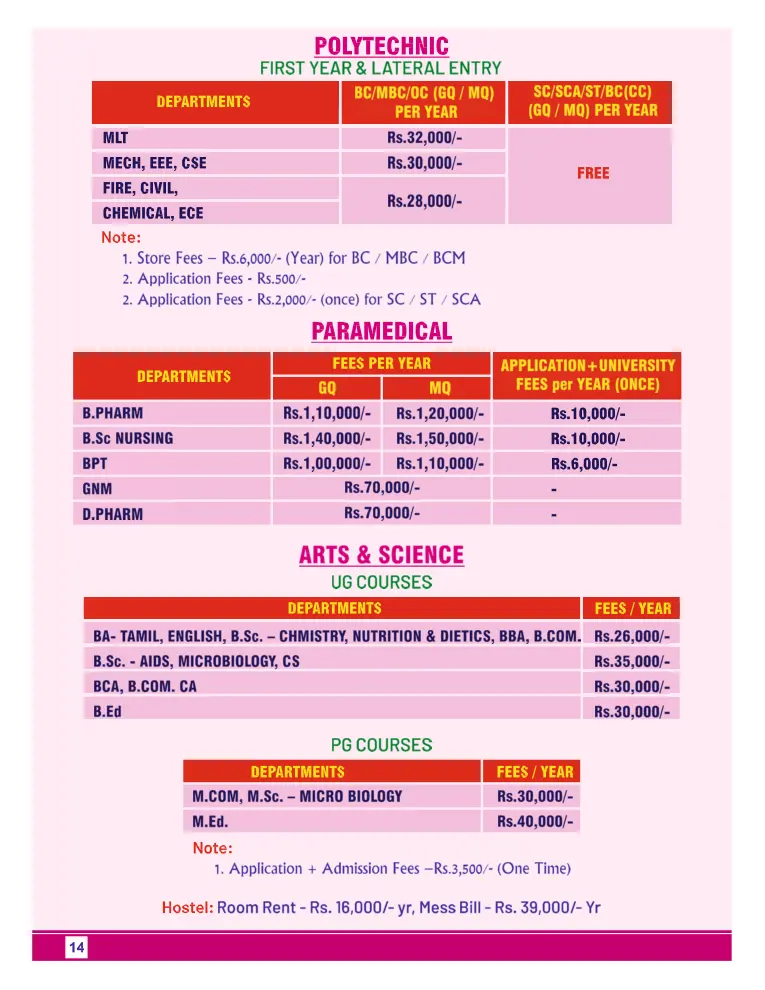 POLYTECHNIC
FIRST YEAR & LATERAL ENTRY
DEPARTMENTS BC/MBC/OC (GQ / MQ) PER YEAR SC/SCA/ST/BC(CC) (GQ / MQ) PER YEAR
MLT Rs.32,000/-
MECH, EEE, CSE Rs.30,000/- FREE
FIRE, CIVIL,
CHEMICAL, ECE Rs.28,000/-
Note:
1. Store Fees – Rs.6,000/- (Year) for BC / MBC / BCM
2. Application Fees - Rs.500/-
2. Application Fees - Rs.2,000/- (once) for SC / ST / SCA
PARAMEDICAL
DEPARTMENTS FEES PER YEAR APPLICATION + UNIVERSITY FEES per YEAR (ONCE)
GQ MQ
B.PHARM Rs.1,10,000/- Rs.1,20,000/- Rs.10,000/-
B.Sc NURSING Rs.1,40,000/- Rs.1,50,000/- Rs.10,000/-
BPT Rs.1,00,000/- Rs.1,10,000/- Rs.6,000/-
GNM Rs.70,000/- -
D.PHARM Rs.70,000/- -
ARTS & SCIENCE
UG COURSES
DEPARTMENTS FEES / YEAR
BA- TAMIL, ENGLISH, B.Sc. – CHMISTRY, NUTRITION & DIETICS, BBA, B.COM. Rs.26,000/-
B.Sc. - AIDS, MICROBIOLOGY, CS Rs.35,000/-
BCA, B.COM. CA Rs.30,000/-
B.Ed Rs.30,000/-
PG COURSES
DEPARTMENTS FEES / YEAR
M.COM, M.Sc. – MICRO BIOLOGY Rs.30,000/-
M.Ed. Rs.40,000/-
Note:
1. Application + Admission Fees –Rs.3,500/- (One Time)
Hostel: Room Rent - Rs. 16,000/- yr, Mess Bill - Rs. 39,000/- Yr
14